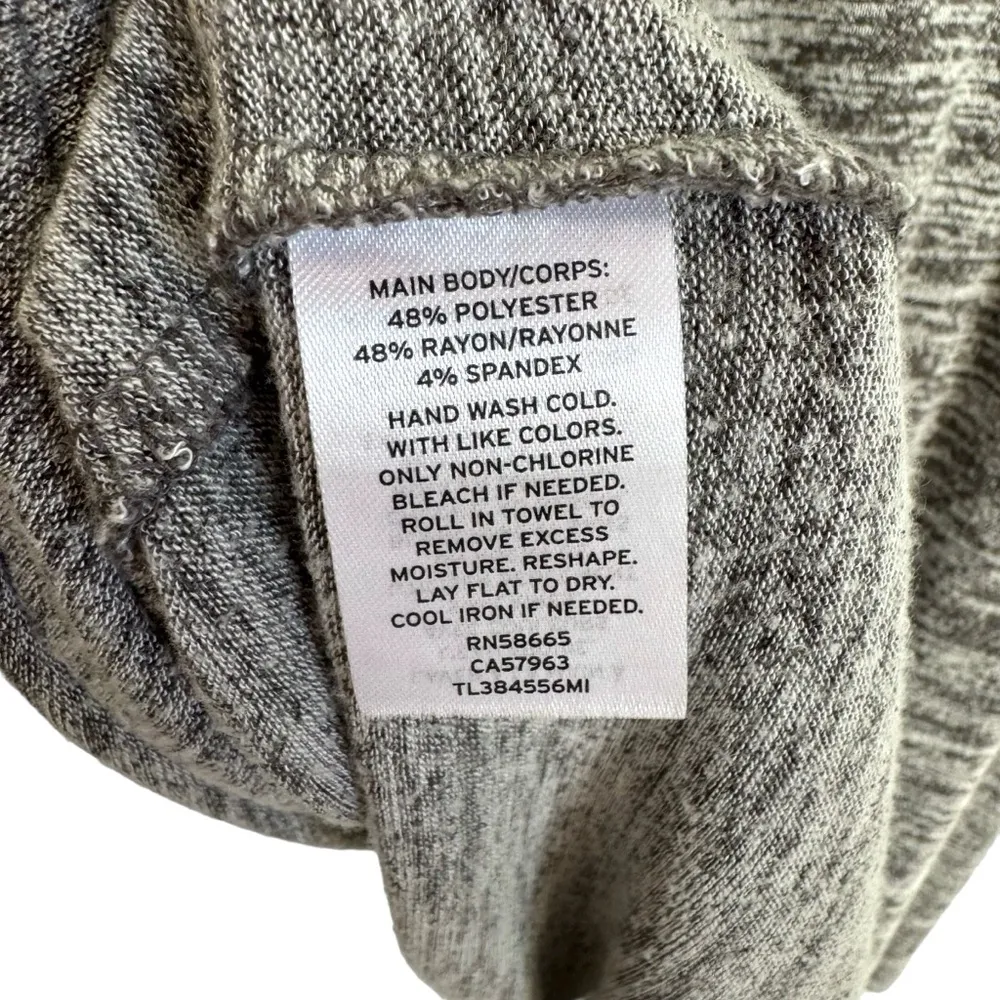 MAIN BODY/CORPS:
48% POLYESTER
48% RAYON/RAYONNE
4% SPANDEX
HAND WASH COLD.
WITH LIKE COLORS.
ONLY NON-CHLORINE
BLEACH IF NEEDED.
ROLL IN TOWEL TO
REMOVE EXCESS
MOISTURE. RESHAPE.
LAY FLAT TO DRY.
COOL IRON IF NEEDED.
RN58665
CA57963
TL384556MI